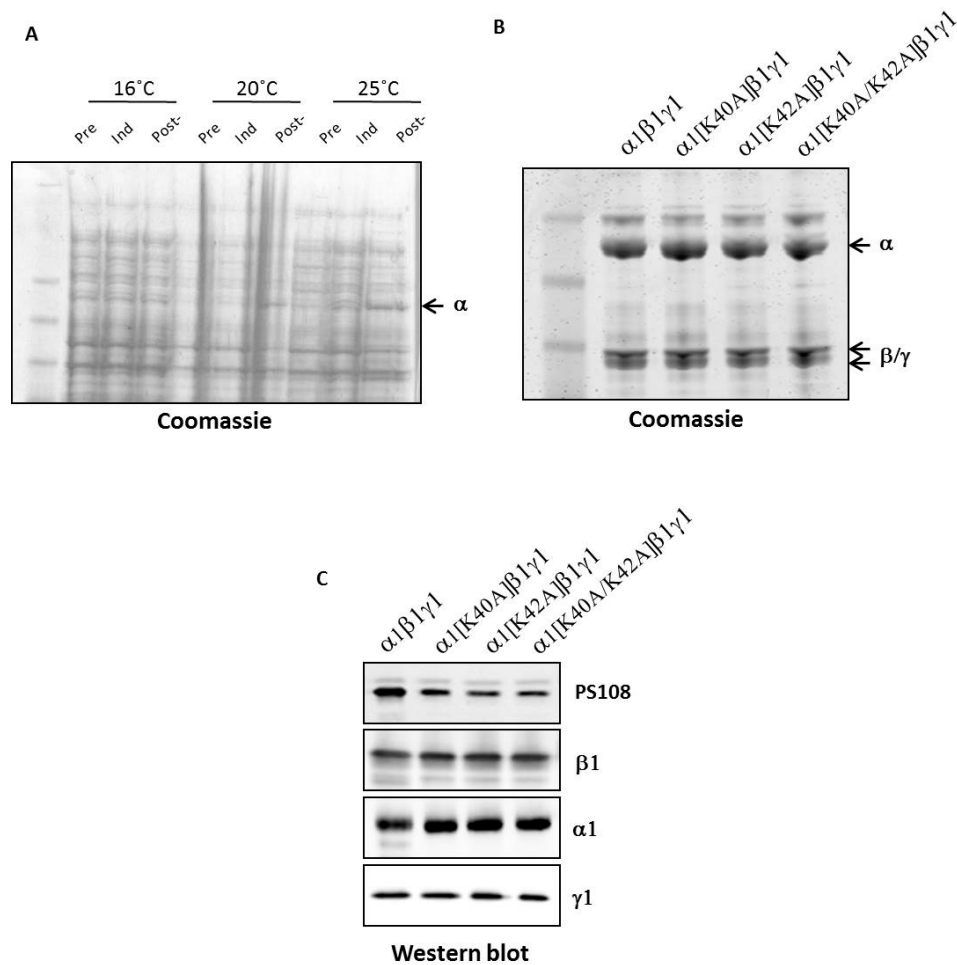 A
16˚C 20˚C 25˚C
Pre Ind Post- Pre Ind Post- Pre Ind Post-
α
Coomassie
B
α1β1γ1 α1[K40A]β1γ1 α1[K42A]β1γ1 α1[K40A/K42A]β1γ1
α
β/γ
Coomassie
C
α1β1γ1 α1[K40A]β1γ1 α1[K42A]β1γ1 α1[K40A/K42A]β1γ1
PS108
β1
α1
γ1
Western blot